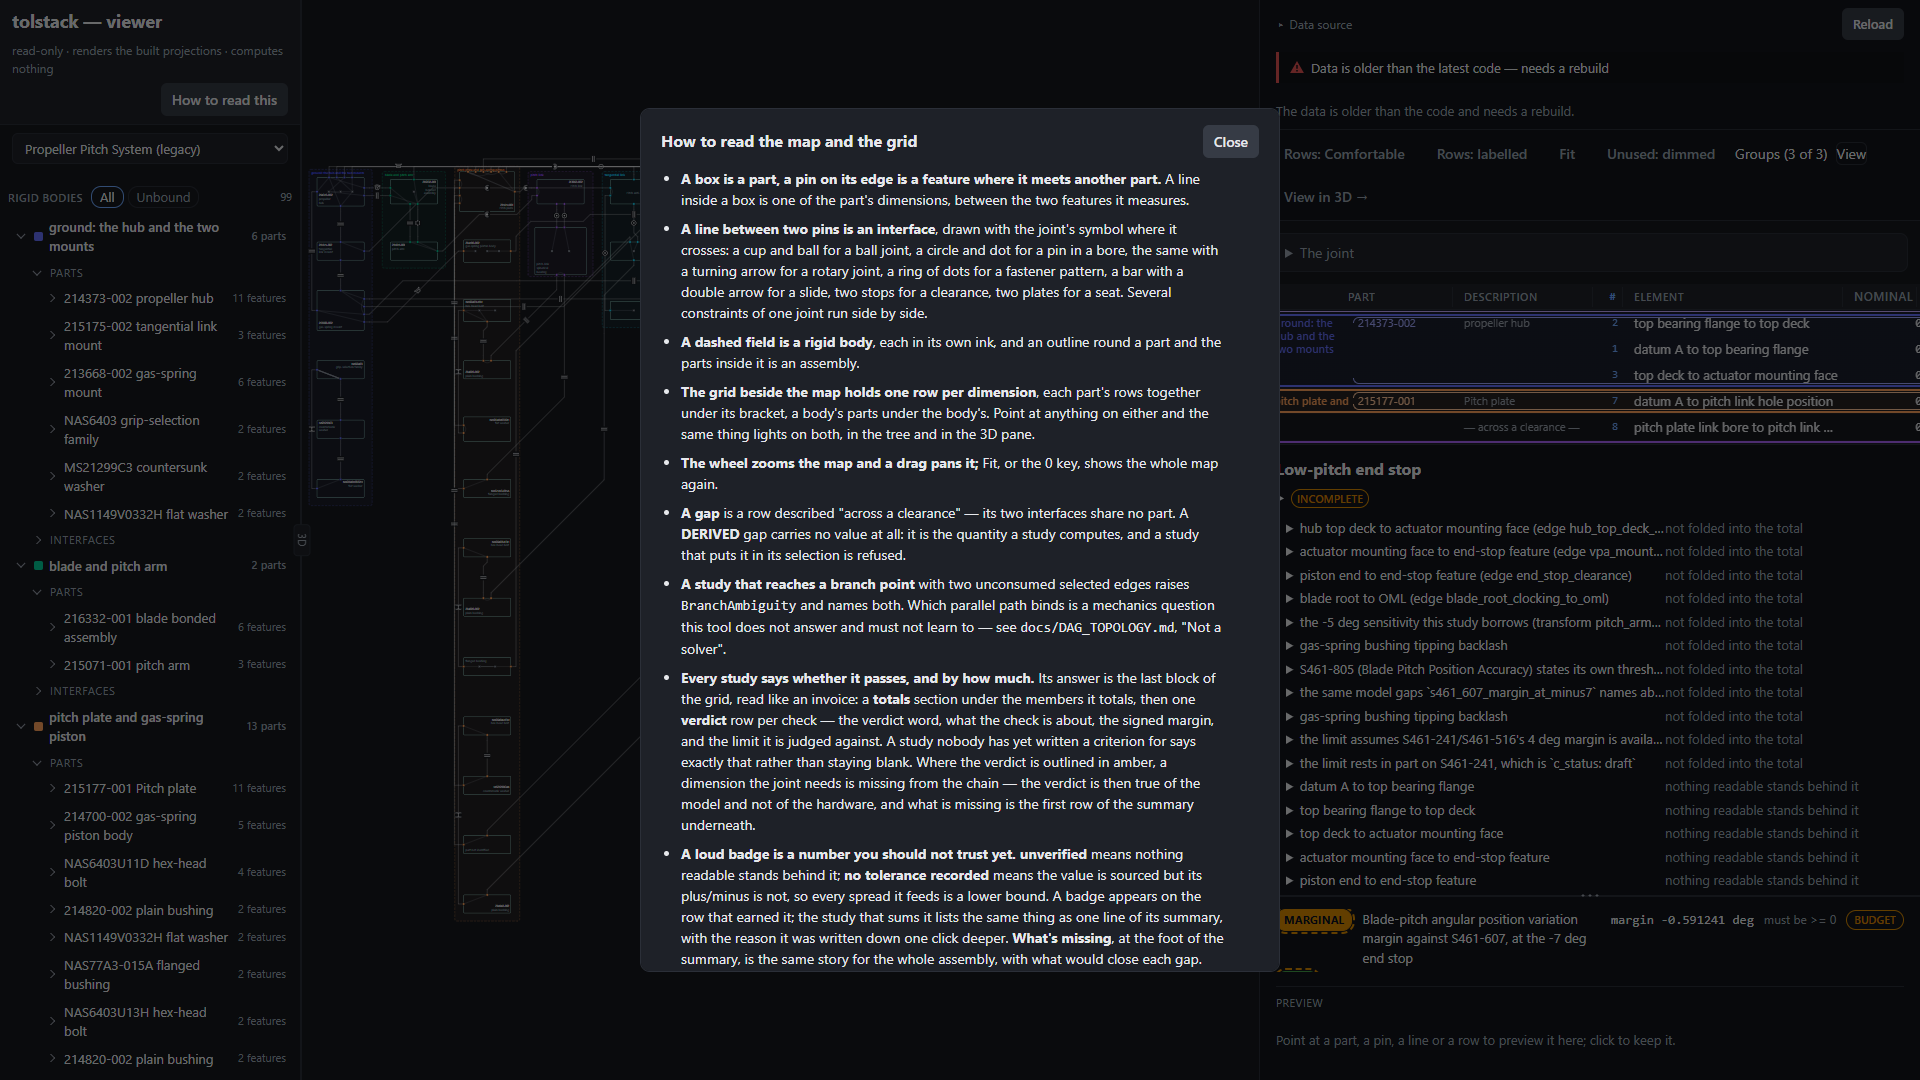 tolstack — viewer
read-only · renders the built projections · computes
nothing
How to read this
Propeller Pitch System (legacy)
RIGID BODIES All Unbound 99
ground: the hub and the two
mounts
6 parts
PARTS
214373-002 propeller hub 11 features
215175-002 tangential link
mount
3 features
213668-002 gas-spring
mount
6 features
NAS6403 grip-selection
family
2 features
MS21299C3 countersunk
washer
2 features
NAS1149V0332H flat washer 2 features
INTERFACES
blade and pitch arm 2 parts
PARTS
216332-001 blade bonded
assembly
6 features
215071-001 pitch arm 3 features
INTERFACES
pitch plate and gas-spring
piston
13 parts
PARTS
215177-001 Pitch plate 11 features
214700-002 gas-spring
piston body
5 features
NAS6403U11D hex-head
bolt
4 features
214820-002 plain bushing 2 features
NAS1149V0332H flat washer 2 features
NAS77A3-015A flanged
bushing
2 features
NAS6403U13H hex-head
bolt
2 features
214820-002 plain bushing 2 features
3D
How to read the map and the grid
Close
A box is a part, a pin on its edge is a feature where it meets another part. A line
inside a box is one of the part's dimensions, between the two features it measures.
A line between two pins is an interface, drawn with the joint's symbol where it
crosses: a cup and ball for a ball joint, a circle and dot for a pin in a bore, the same with
a turning arrow for a rotary joint, a ring of dots for a fastener pattern, a bar with a
double arrow for a slide, two stops for a clearance, two plates for a seat. Several
constraints of one joint run side by side.
A dashed field is a rigid body, each in its own ink, and an outline round a part and the
parts inside it is an assembly.
The grid beside the map holds one row per dimension, each part's rows together
under its bracket, a body's parts under the body's. Point at anything on either and the
same thing lights on both, in the tree and in the 3D pane.
The wheel zooms the map and a drag pans it; Fit, or the 0 key, shows the whole map
again.
A gap is a row described "across a clearance" — its two interfaces share no part. A
DERIVED gap carries no value at all: it is the quantity a study computes, and a study
that puts it in its selection is refused.
A study that reaches a branch point with two unconsumed selected edges raises
BranchAmbiguity and names both. Which parallel path binds is a mechanics question
this tool does not answer and must not learn to — see docs/DAG_TOPOLOGY.md, "Not a
solver".
Every study says whether it passes, and by how much. Its answer is the last block of
the grid, read like an invoice: a totals section under the members it totals, then one
verdict row per check — the verdict word, what the check is about, the signed margin,
and the limit it is judged against. A study nobody has yet written a criterion for says
exactly that rather than staying blank. Where the verdict is outlined in amber, a
dimension the joint needs is missing from the chain — the verdict is then true of the
model and not of the hardware, and what is missing is the first row of the summary
underneath.
A loud badge is a number you should not trust yet. unverified means nothing
readable stands behind it; no tolerance recorded means the value is sourced but its
plus/minus is not, so every spread it feeds is a lower bound. A badge appears on the
row that earned it; the study that sums it lists the same thing as one line of its summary,
with the reason it was written down one click deeper. What's missing, at the foot of the
summary, is the same story for the whole assembly, with what would close each gap.
Data source
Reload
Data is older than the latest code — needs a rebuild
The data is older than the code and needs a rebuild.
Rows: Comfortable Rows: labelled Fit Unused: dimmed Groups (3 of 3) View
View in 3D →
The joint
PART DESCRIPTION # ELEMENT NOMINAL
round: the
ub and the
wo mounts
214373-002 propeller hub 2 top bearing flange to top deck
1 datum A to top bearing flange
3 top deck to actuator mounting face
itch plate and 215177-001 Pitch plate 7 datum A to pitch link hole position
— across a clearance — 8 pitch plate link bore to pitch link ...
Low-pitch end stop
INCOMPLETE
hub top deck to actuator mounting face (edge hub_top_deck_... not folded into the total
actuator mounting face to end-stop feature (edge vpa_mount... not folded into the total
piston end to end-stop feature (edge end_stop_clearance) not folded into the total
blade root to OML (edge blade_root_clocking_to_oml) not folded into the total
the -5 deg sensitivity this study borrows (transform pitch_arm... not folded into the total
gas-spring bushing tipping backlash not folded into the total
S461-805 (Blade Pitch Position Accuracy) states its own thresh... not folded into the total
the same model gaps `s461_607_margin_at_minus7` names ab... not folded into the total
gas-spring bushing tipping backlash not folded into the total
the limit assumes S461-241/S461-516's 4 deg margin is availa... not folded into the total
the limit rests in part on S461-241, which is `c_status: draft` not folded into the total
datum A to top bearing flange nothing readable stands behind it
top bearing flange to top deck nothing readable stands behind it
top deck to actuator mounting face nothing readable stands behind it
actuator mounting face to end-stop feature nothing readable stands behind it
piston end to end-stop feature nothing readable stands behind it
MARGINAL Blade-pitch angular position variation
margin against S461-607, at the -7 deg
end stop
margin -0.591241 deg must be >= 0 BUDGET
PREVIEW
Point at a part, a pin, a line or a row to preview it here; click to keep it.